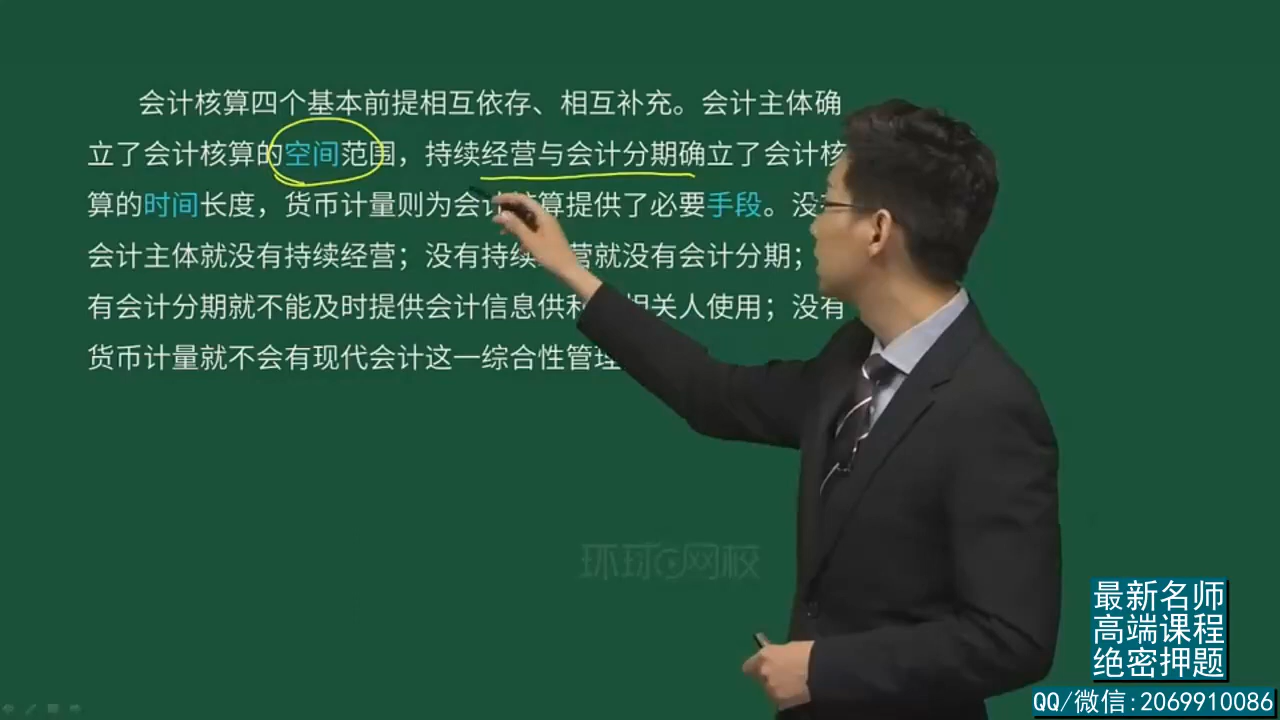 会计核算四个基本前提相互依存、相互补充。会计主体确
立了会计核算的空间范围，持续经营与会计分期确立了会计核
算的时间长度，货币计量则为会计核算提供了必要手段。没有
会计主体就没有持续经营；没有持续经营就没有会计分期；
有会计分期就不能及时提供会计信息供利 相关人使用；没有
货币计量就不会有现代会计这一综合性管理
环球网校
最新名师
高端课程
绝密押题
QQ/微信:2069910086